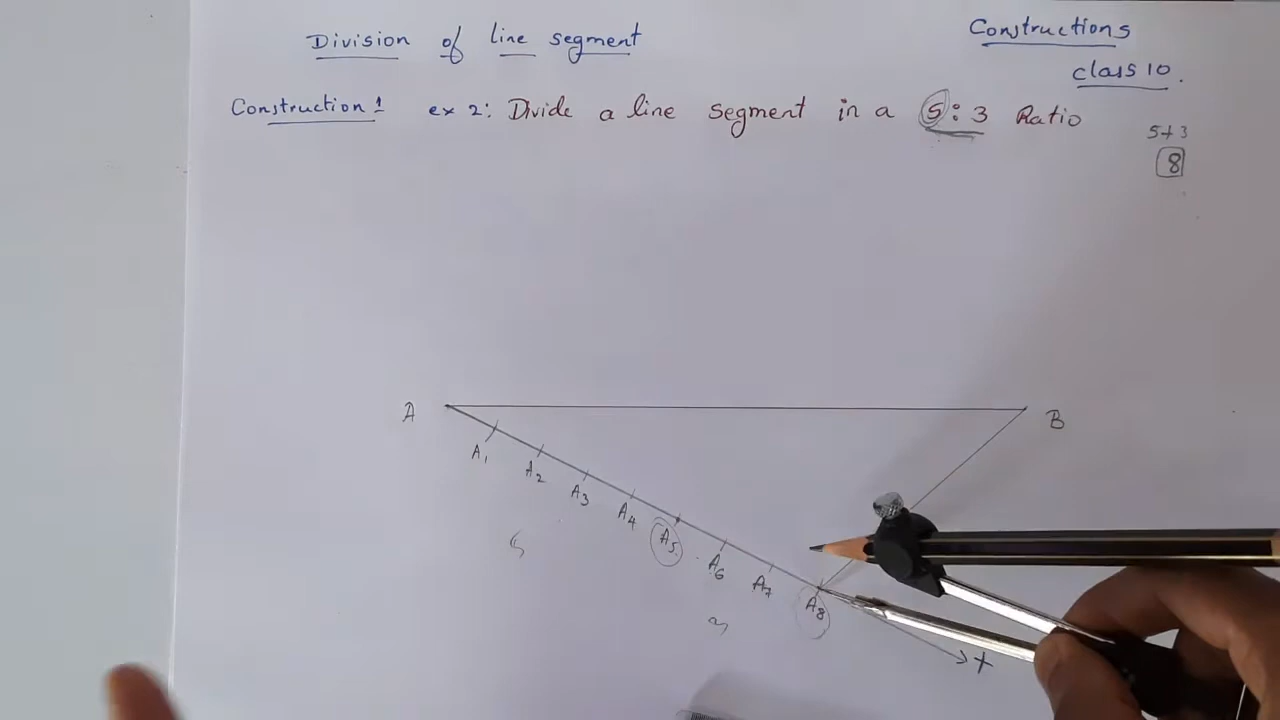 Division of line segment
Constructions
class 10.
Construction 1 ex 2: Divide a line segment in a 5:3 Ratio
5+3
8
A
B
A1
A2
A3
A4
A5
A6
A7
A8
5
3
X